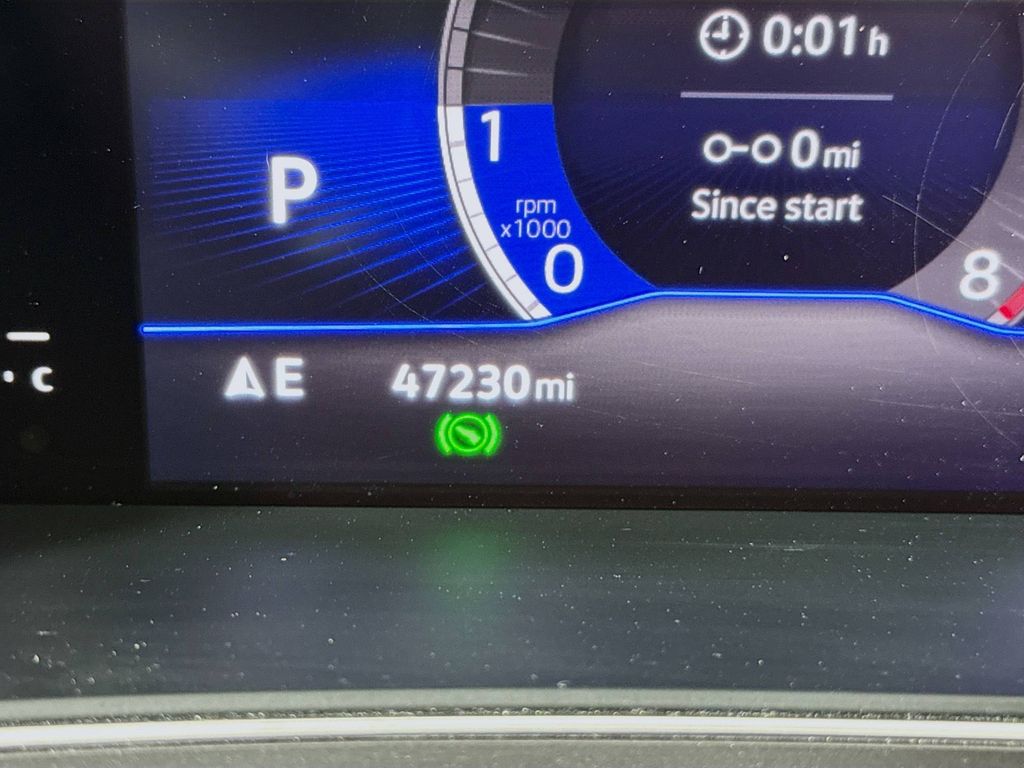 0:01 h
1
0 mi
P
Since start
rpm
x1000
0
8
C
E
47230 mi